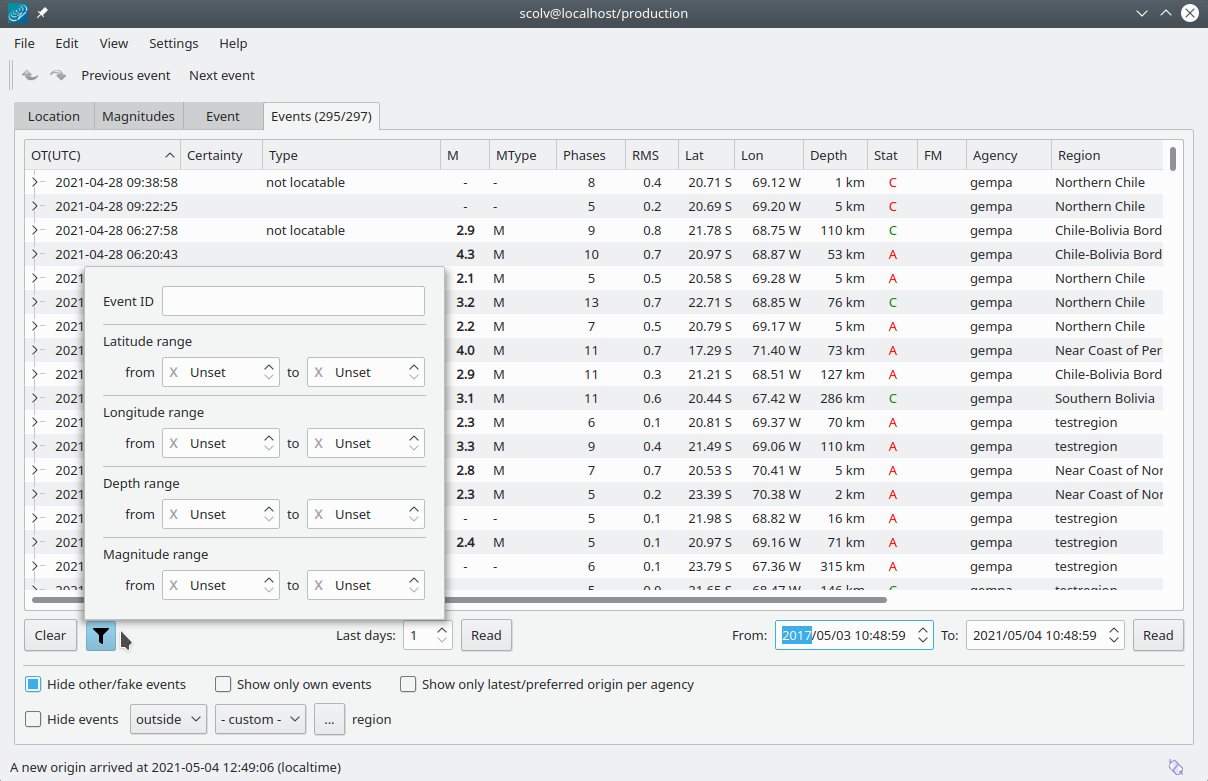 scolv@localhost/production
File Edit View Settings Help
Previous event Next event
Location Magnitudes Event Events (295/297)
OT(UTC) Certainty Type M MType Phases RMS Lat Lon Depth Stat FM Agency Region
2021-04-28 09:38:58 not locatable - - 8 0.4 20.71 S 69.12 W 1 km C gempa Northern Chile
2021-04-28 09:22:25 - - 5 0.2 20.69 S 69.20 W 5 km C gempa Northern Chile
2021-04-28 06:27:58 not locatable 2.9 M 9 0.8 21.78 S 68.75 W 110 km C gempa Chile-Bolivia Bord
2021-04-28 06:20:43 4.3 M 10 0.7 20.97 S 68.87 W 53 km A gempa Chile-Bolivia Bord
2021 2.1 M 5 0.5 20.58 S 69.28 W 5 km A gempa Northern Chile
2021 3.2 M 13 0.7 22.71 S 68.85 W 76 km C gempa Northern Chile
2021 2.2 M 7 0.5 20.79 S 69.17 W 5 km A gempa Northern Chile
2021 4.0 M 11 0.7 17.29 S 71.40 W 73 km A gempa Near Coast of Per
2021 2.9 M 11 0.3 21.21 S 68.51 W 127 km A gempa Chile-Bolivia Bord
2021 3.1 M 11 0.6 20.44 S 67.42 W 286 km C gempa Southern Bolivia
2021 2.3 M 6 0.1 20.81 S 69.37 W 70 km A gempa testregion
2021 3.3 M 9 0.4 21.49 S 69.06 W 110 km A gempa testregion
2021 2.8 M 7 0.7 20.53 S 70.41 W 5 km A gempa Near Coast of Nor
2021 2.3 M 5 0.2 23.39 S 70.38 W 2 km A gempa Near Coast of Nor
2021 - - 5 0.1 21.98 S 68.82 W 16 km A gempa testregion
2021 2.4 M 5 0.1 20.97 S 69.16 W 71 km A gempa testregion
2021 - - 6 0.1 23.79 S 67.36 W 315 km A gempa testregion
Event ID
Latitude range
from X Unset to X Unset
Longitude range
from X Unset to X Unset
Depth range
from X Unset to X Unset
Magnitude range
from X Unset to X Unset
Clear Last days: 1 Read From: 2017/05/03 10:48:59 To: 2021/05/04 10:48:59 Read
Hide other/fake events Show only own events Show only latest/preferred origin per agency
Hide events outside - custom - ... region
A new origin arrived at 2021-05-04 12:49:06 (localtime)